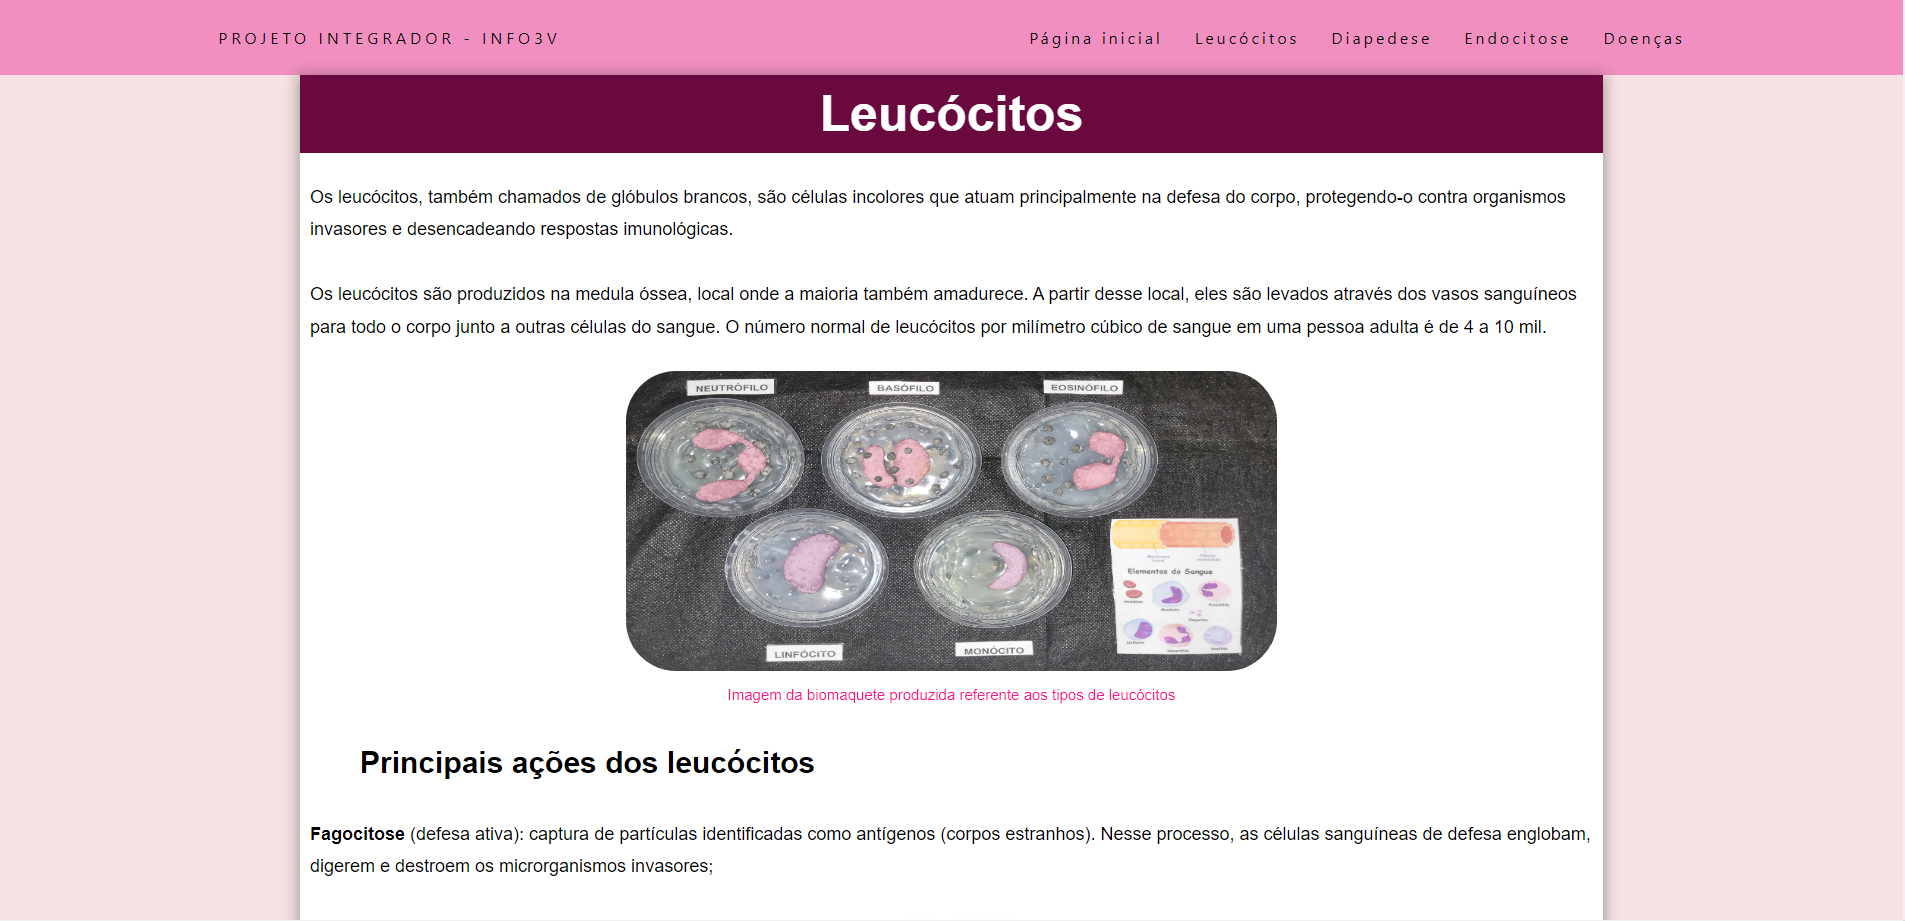 PROJETO INTEGRADOR - INFO3V
Página inicial Leucócitos Diapedese Endocitose Doenças
Leucócitos
Os leucócitos, também chamados de glóbulos brancos, são células incolores que atuam principalmente na defesa do corpo, protegendo-o contra organismos
invasores e desencadeando respostas imunológicas.
Os leucócitos são produzidos na medula óssea, local onde a maioria também amadurece. A partir desse local, eles são levados através dos vasos sanguíneos
para todo o corpo junto a outras células do sangue. O número normal de leucócitos por milímetro cúbico de sangue em uma pessoa adulta é de 4 a 10 mil.
NEUTRÓFILO BASÓFILO EOSINÓFILO
Elementos do Sangue
LINFÓCITO MONÓCITO
Imagem da biomaquete produzida referente aos tipos de leucócitos
Principais ações dos leucócitos
Fagocitose (defesa ativa): captura de partículas identificadas como antígenos (corpos estranhos). Nesse processo, as células sanguíneas de defesa englobam,
digerem e destroem os microrganismos invasores;